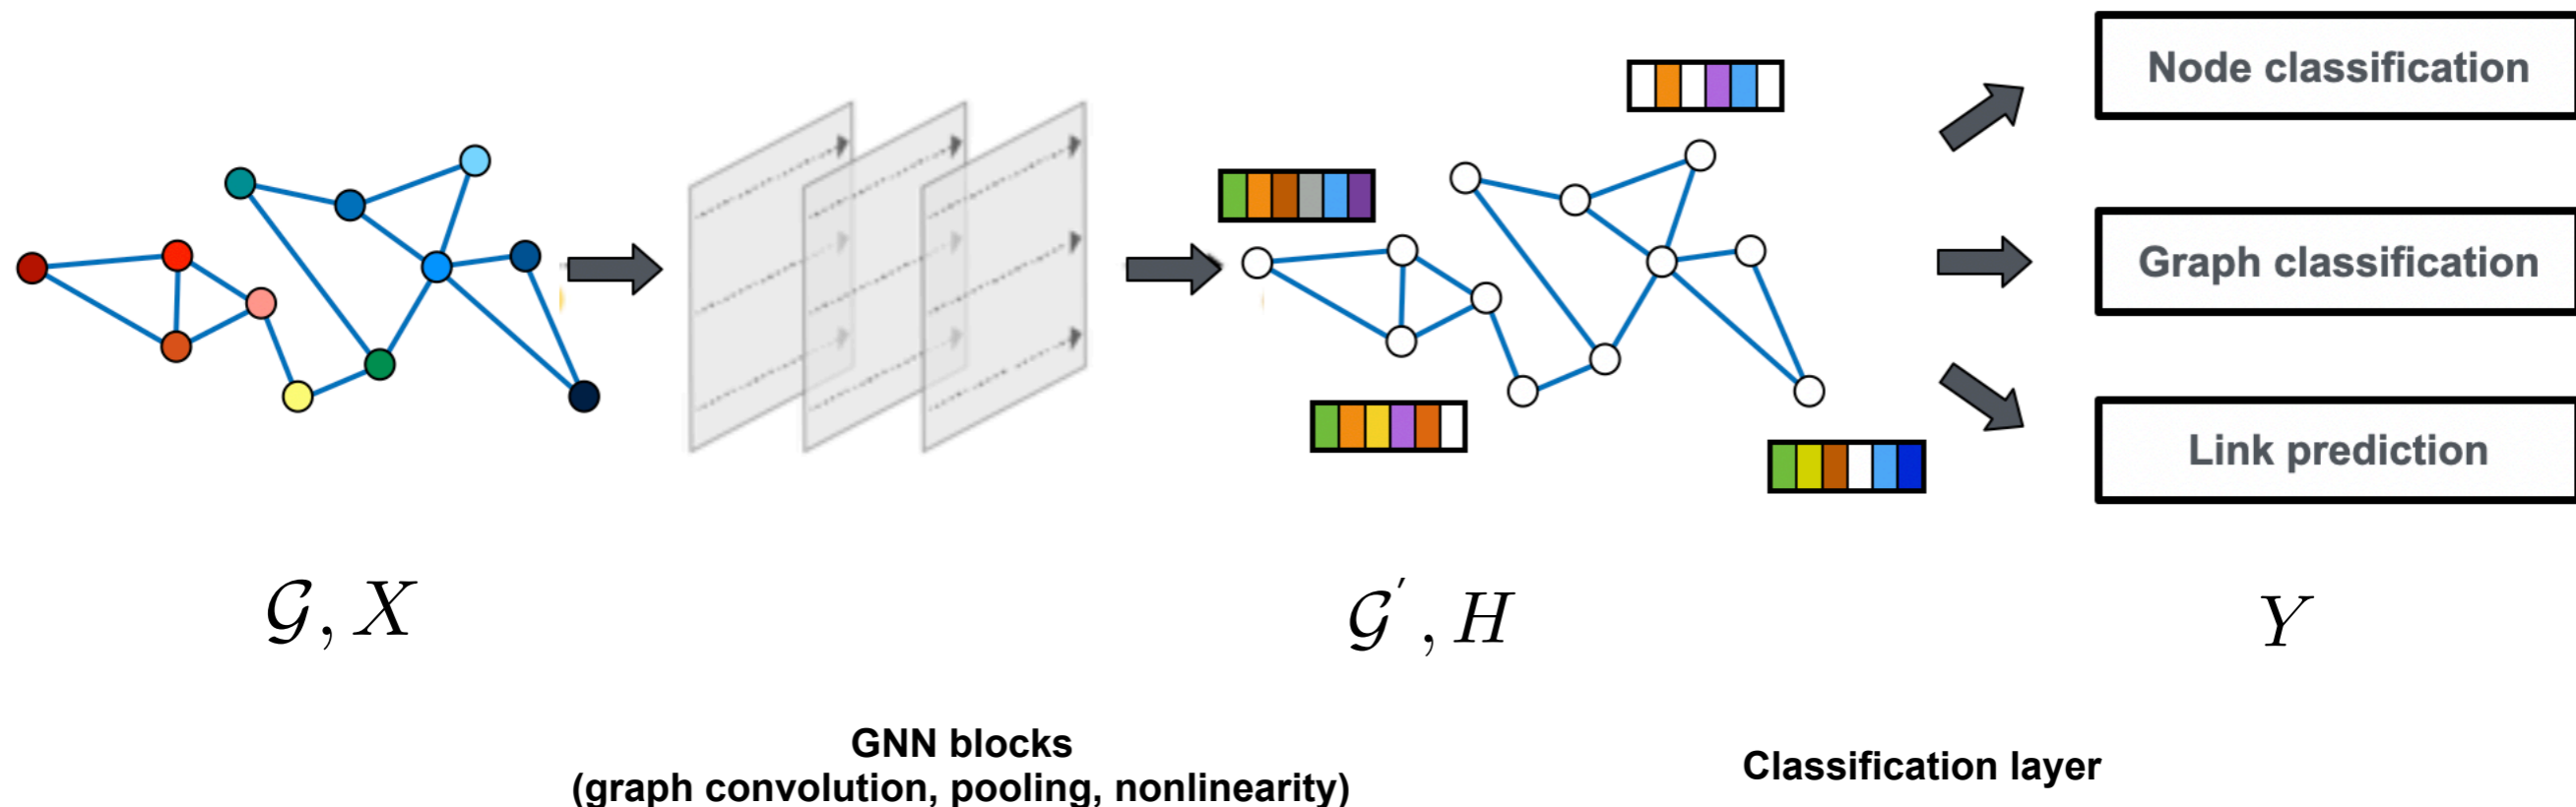 Node classification
Graph classification
Link prediction
𝒢, X
𝒢′, H
Y
GNN blocks
(graph convolution, pooling, nonlinearity)
Classification layer